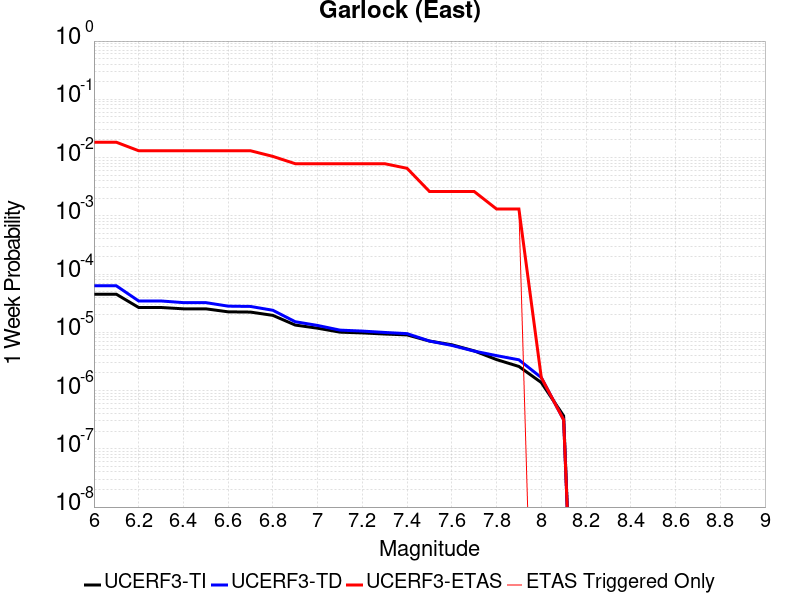 Garlock (East)
10^0
10^-1
10^-2
10^-3
10^-4
10^-5
10^-6
10^-7
10^-8
1 Week Probability
6 6.2 6.4 6.6 6.8 7 7.2 7.4 7.6 7.8 8 8.2 8.4 8.6 8.8 9
Magnitude
UCERF3-TI UCERF3-TD UCERF3-ETAS ETAS Triggered Only